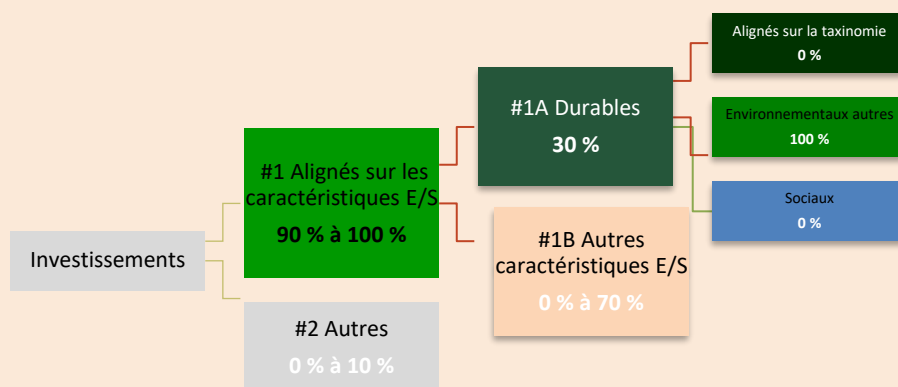 Investissements
#1 Alignés sur les
caractéristiques E/S
90 % à 100 %
#2 Autres
0 % à 10 %
#1A Durables
30 %
#1B Autres
caractéristiques E/S
0 % à 70 %
Alignés sur la taxinomie
0 %
Environnementaux autres
100 %
Sociaux
0 %